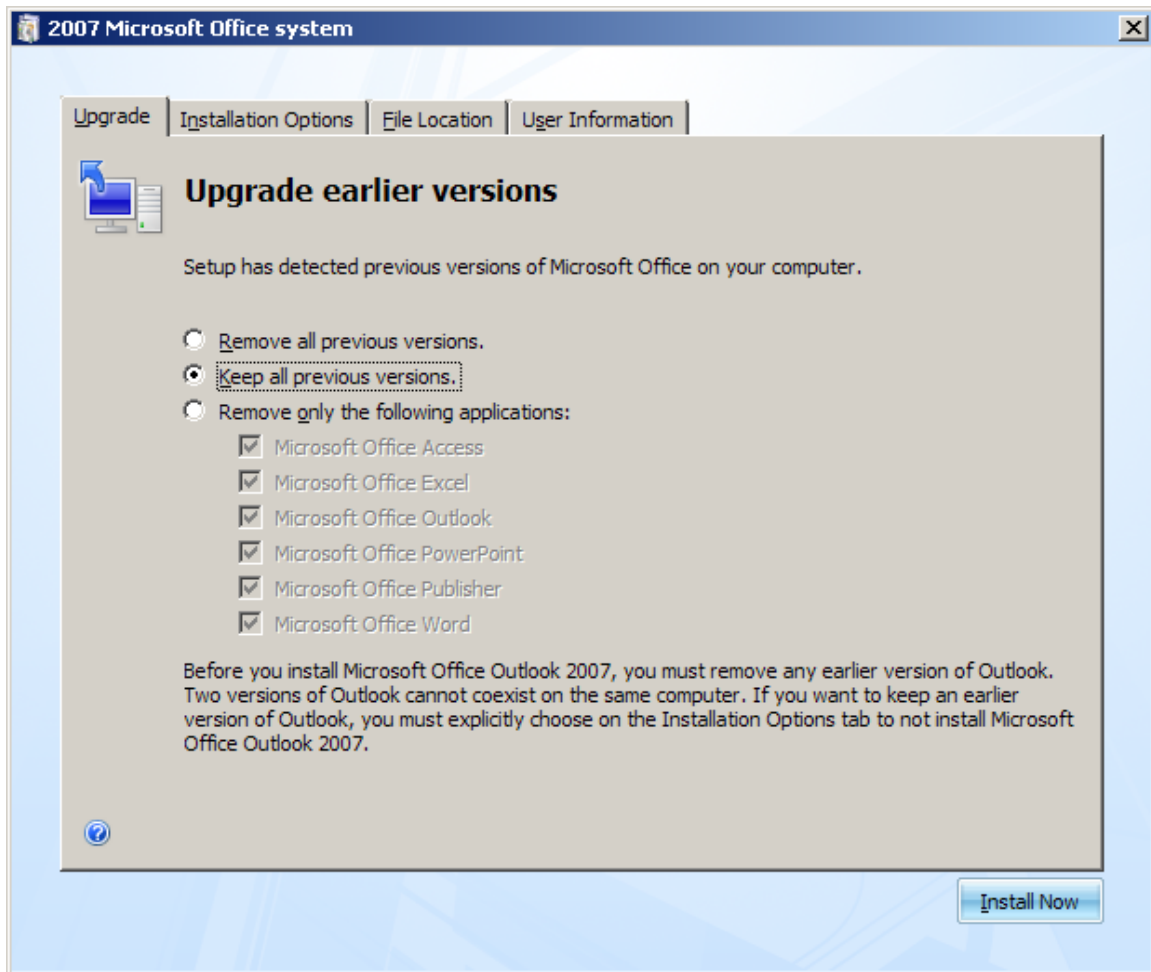 2007 Microsoft Office system
Upgrade
Installation Options
File Location
User Information
Upgrade earlier versions
Setup has detected previous versions of Microsoft Office on your computer.
Remove all previous versions.
Keep all previous versions.
Remove only the following applications:
Microsoft Office Access
Microsoft Office Excel
Microsoft Office Outlook
Microsoft Office PowerPoint
Microsoft Office Publisher
Microsoft Office Word
Before you install Microsoft Office Outlook 2007, you must remove any earlier version of Outlook.
Two versions of Outlook cannot coexist on the same computer. If you want to keep an earlier
version of Outlook, you must explicitly choose on the Installation Options tab to not install Microsoft
Office Outlook 2007.
Install Now